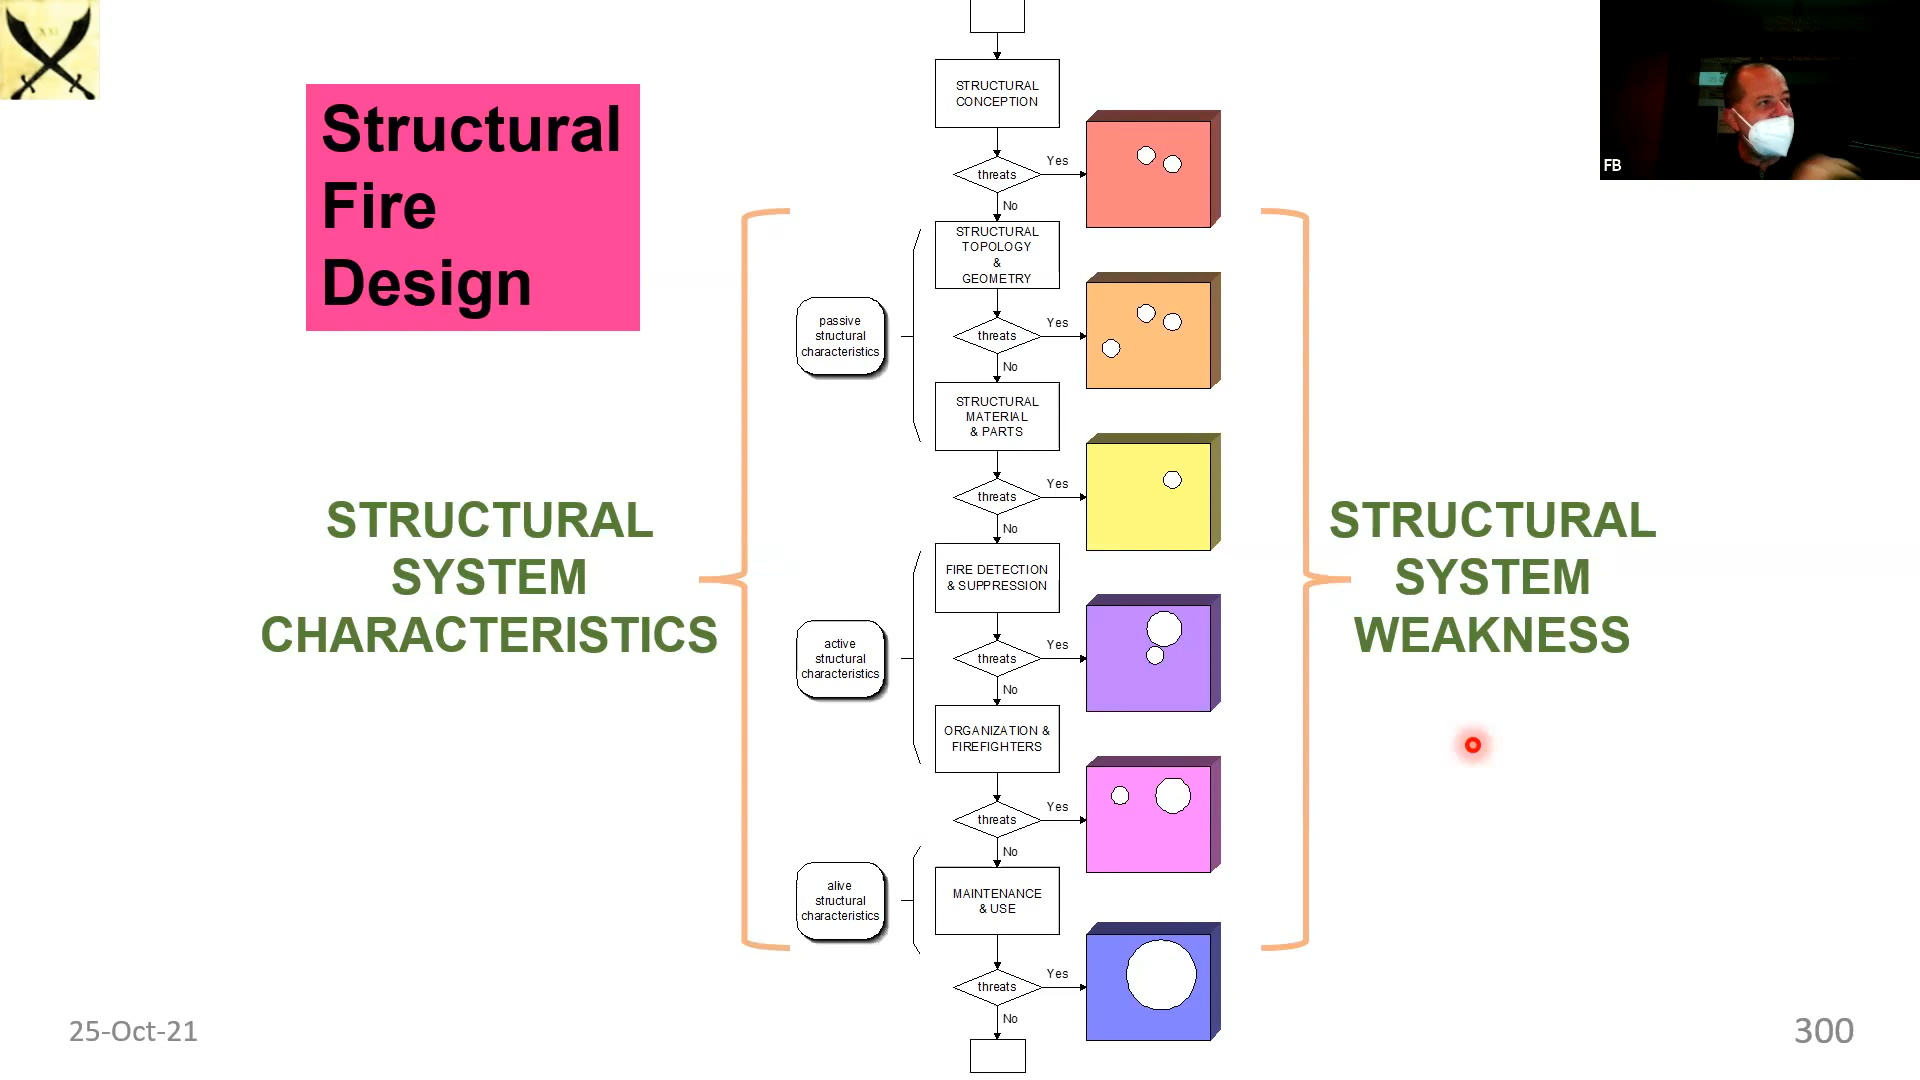 Structural
Fire
Design
STRUCTURAL
SYSTEM
CHARACTERISTICS
passive
structural
characteristics
active
structural
characteristics
alive
structural
characteristics
STRUCTURAL
CONCEPTION
threats
Yes
No
STRUCTURAL
TOPOLOGY
&
GEOMETRY
threats
Yes
No
STRUCTURAL
MATERIAL
& PARTS
threats
Yes
No
FIRE DETECTION
& SUPPRESSION
threats
Yes
No
ORGANIZATION &
FIREFIGHTERS
threats
Yes
No
MAINTENANCE
& USE
threats
Yes
No
STRUCTURAL
SYSTEM
WEAKNESS
FB
25-Oct-21
300